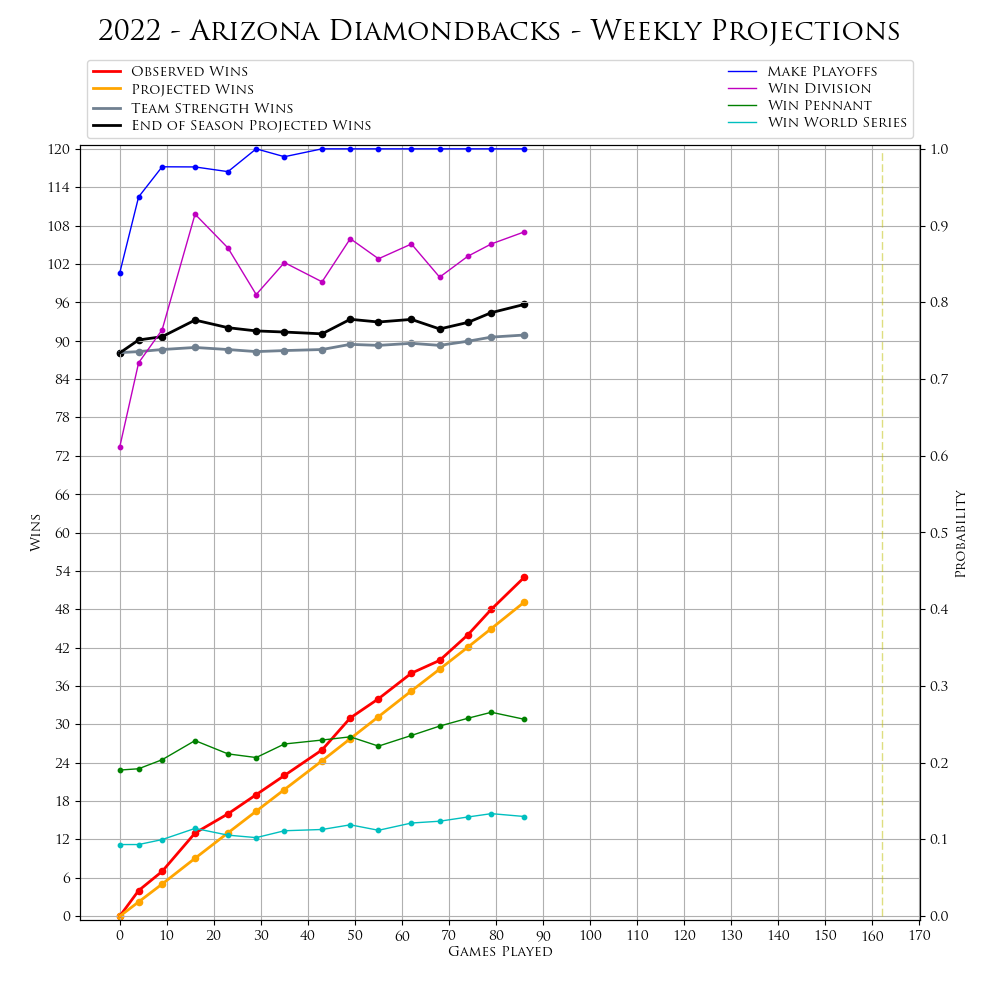 2022 - Arizona Diamondbacks - Weekly Projections
Observed Wins
Projected Wins
Team Strength Wins
End of Season Projected Wins
Make Playoffs
Win Division
Win Pennant
Win World Series
120
114
108
102
96
90
84
78
72
66
60
54
48
42
36
30
24
18
12
6
0
Wins
1.0
0.9
0.8
0.7
0.6
0.5
0.4
0.3
0.2
0.1
0.0
Probability
0 10 20 30 40 50 60 70 80 90 100 110 120 130 140 150 160 170
Games Played